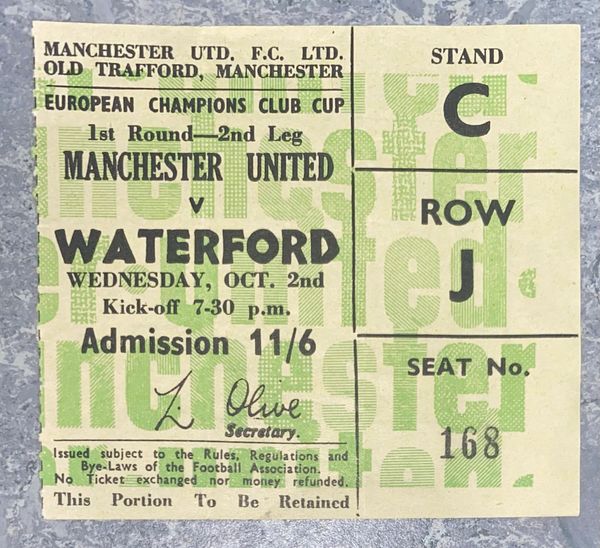 MANCHESTER UTD. F.C. LTD.
OLD TRAFFORD, MANCHESTER
EUROPEAN CHAMPIONS CLUB CUP
1st Round—2nd Leg
MANCHESTER UNITED
v
WATERFORD
WEDNESDAY, OCT. 2nd
Kick-off 7-30 p.m.
Admission 11/6
L. Olive
Secretary.
Issued subject to the Rules, Regulations and
Bye-Laws of the Football Association.
No Ticket exchanged nor money refunded.
This Portion To Be Retained
STAND
C
ROW
J
SEAT No.
168